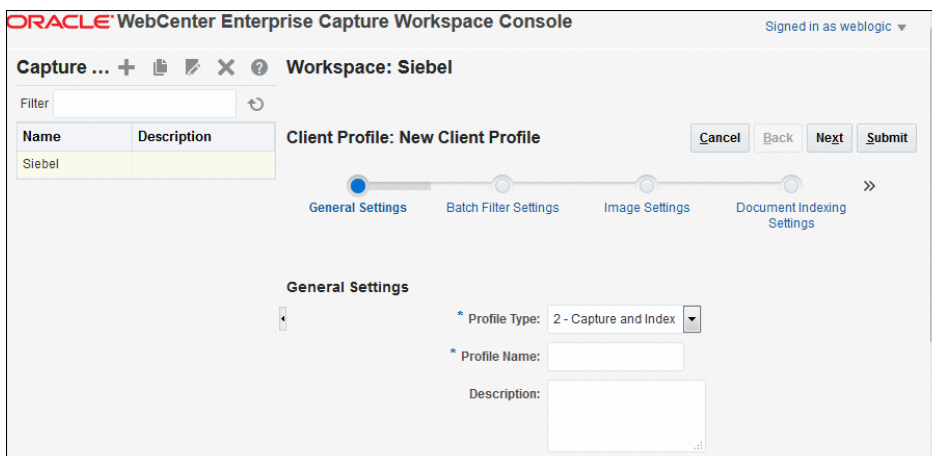 ORACLE WebCenter Enterprise Capture Workspace Console
Signed in as weblogic
Capture ...
Workspace: Siebel
Filter
Name Description
Siebel
Client Profile: New Client Profile
Cancel Back Next Submit
General Settings Batch Filter Settings Image Settings Document Indexing
Settings
General Settings
* Profile Type: 2 - Capture and Index
* Profile Name:
Description: